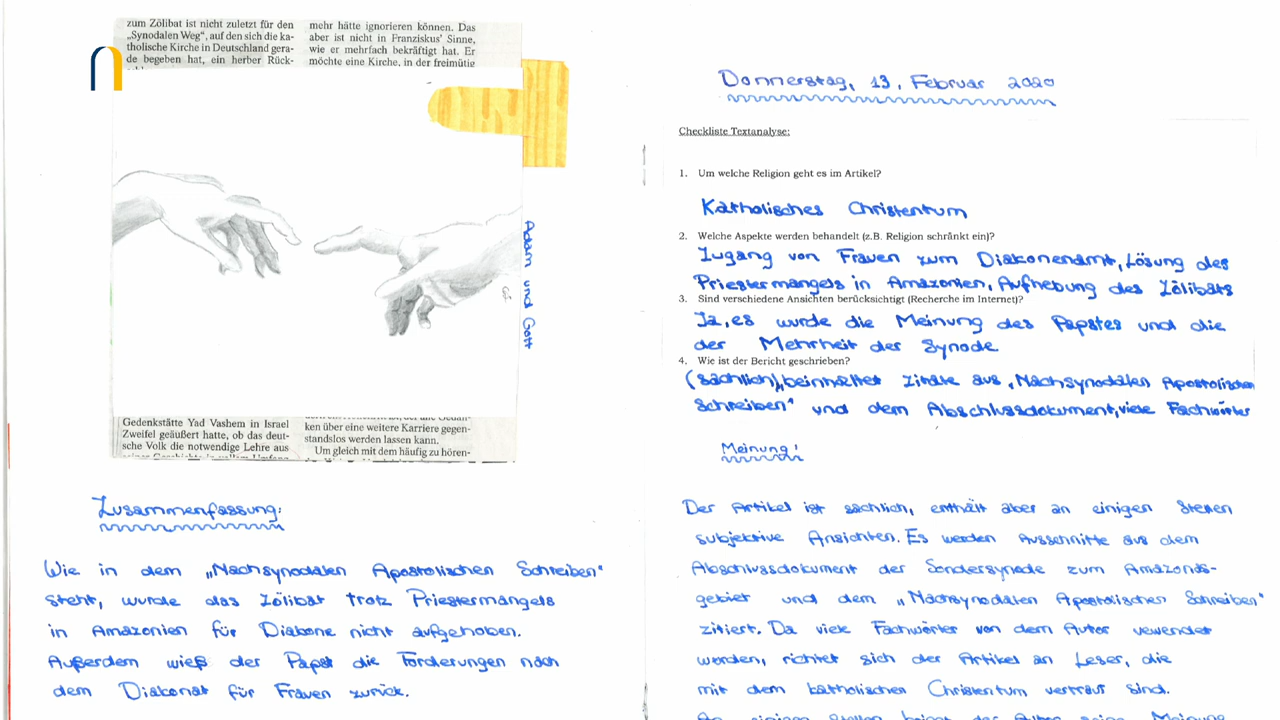 zum Zölibat ist nicht zuletzt für den
„Synodalen Weg“, auf den sich die ka-
tholische Kirche in Deutschland gera-
de begeben hat, ein herber Rück-
mehr hätte ignorieren können. Das
aber ist nicht in Franziskus' Sinne,
wie er mehrfach bekräftigt hat. Er
möchte eine Kirche, in der freimütig
Adam und Gott
Gedenkstätte Yad Vashem in Israel
Zweifel geäußert hatte, ob das deut-
sche Volk die notwendige Lehre aus
ken über eine weitere Karriere gegen-
standslos werden lassen kann.
Um gleich mit dem häufig zu hören-
Zusammenfassung:
Wie in dem „Nachsynodalen Apostolischen Schreiben“
steht, wurde das Zölibat trotz Priestermangels
in Amazonien für Diakone nicht aufgehoben.
Außerdem wieß der Papst die Forderungen nach
dem Diakonat für Frauen zurück.
Donnerstag, 13. Februar 2020
Checkliste Textanalyse:
1. Um welche Religion geht es im Artikel?
Katholisches Christentum
2. Welche Aspekte werden behandelt (z.B. Religion schränkt ein)?
Zugang von Frauen zum Diakonenamt, Lösung des
Priestermangels in Amazonien, Aufhebung des Zölibats
3. Sind verschiedene Ansichten berücksichtigt (Recherche im Internet)?
Ja, es wurde die Meinung des Papstes und die
der Mehrheit der Synode
4. Wie ist der Bericht geschrieben?
(sachlich), beinhaltet Zitate aus „Nachsynodalen Apostolischen
Schreiben“ und dem Abschlussdokument, viele Fachwörter
Meinung:
Der Artikel ist sachlich, enthält aber an einigen Stellen
subjektive Ansichten. Es werden Ausschnitte aus dem
Abschlussdokument der Sondersynode zum Amazonas-
gebiet und dem „Nachsynodalen Apostolischen Schreiben“
zitiert. Da viele Fachwörter von dem Autor vewendet
werden, richtet sich der Artikel an Leser, die
mit dem katholischen Christentum vertraut sind.
An einigen Stellen bringt der Autor seine Meinung